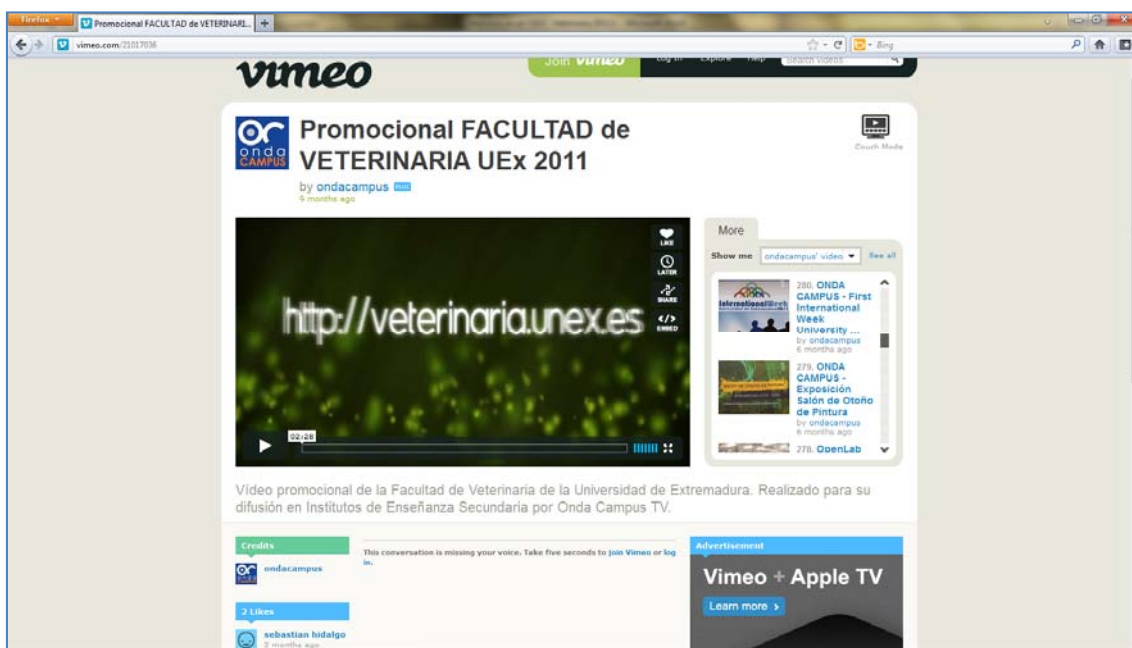 Firefox
Promocional FACULTAD de VETERINARI...
vimeo.com/21017036
Bing
vimeo
Join vimeo
Log In
Explore
Help
Search videos
onda
CAMPUS
Promocional FACULTAD de
VETERINARIA UEx 2011
by ondacampus PLUS
9 months ago
Couch Mode
http://veterinaria.unex.es
LIKE
LATER
SHARE
EMBED
02:28
More
Show me ondacampus' video See all
280. ONDA
CAMPUS - First
International
Week
University ...
by ondacampus
6 months ago
InternationalWeek
279. ONDA
CAMPUS -
Exposición
Salón de Otoño
de Pintura
by ondacampus
6 months ago
278. OpenLab
Vídeo promocional de la Facultad de Veterinaria de la Universidad de Extremadura. Realizado para su
difusión en Institutos de Enseñanza Secundaria por Onda Campus TV.
Credits
ondacampus
This conversation is missing your voice. Take five seconds to join Vimeo or log
in.
2 Likes
sebastian hidalgo
2 months ago
Advertisement
Vimeo + Apple TV
Learn more